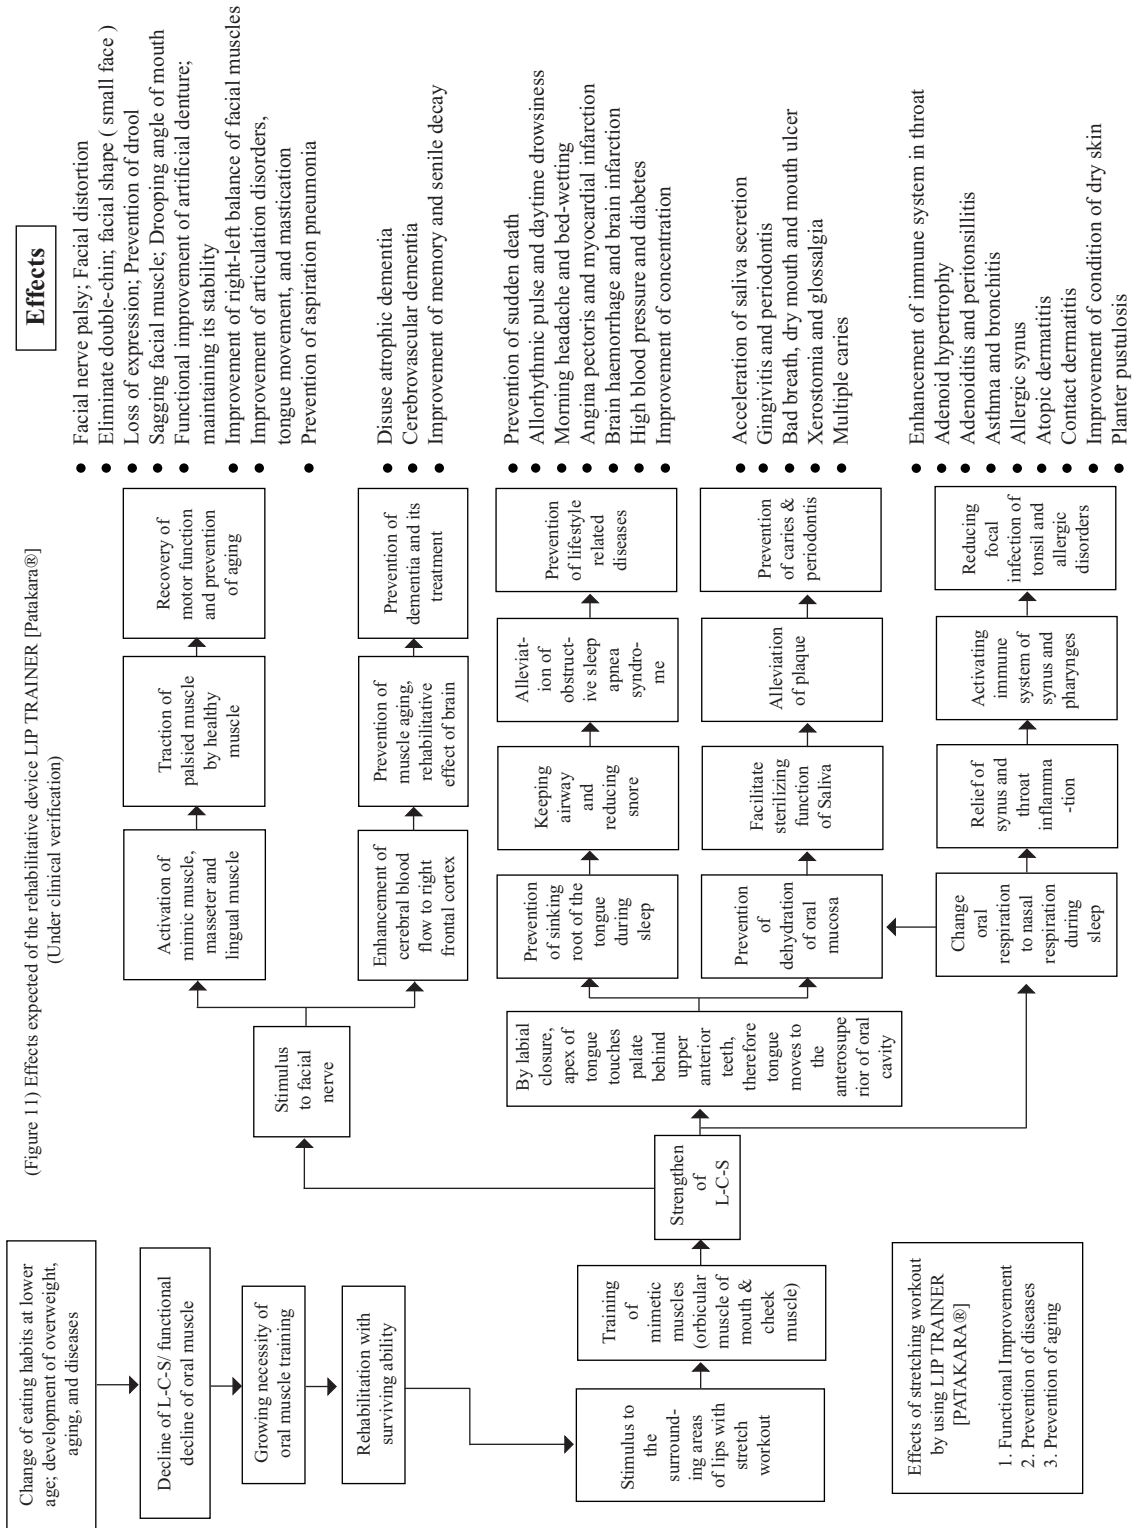 (Figure 11) Effects expected of the rehabilitative device LIP TRAINER [Patakara®]
(Under clinical verification)
Change of eating habits at lower
age; development of overweight,
aging, and diseases
Decline of L-C-S/ functional
decline of oral muscle
Growing necessity of
oral muscle training
Rehabilitation with
surviving ability
Stimulus to
the
surround-
ing areas
of lips with
stretch
workout
Training
of
mimetic
muscles
(orbicular
muscle of
mouth &
cheek
muscle)
Strengthen
of
L-C-S
Stimulus
to facial
nerve
By labial
closure,
apex of
tongue
touches
palate
behind
upper
anterior
teeth,
therefore
tongue
moves to
the
anterosupe
rior of oral
cavity
Activation of
mimic muscle,
masseter and
lingual muscle
Traction of
palsied muscle
by healthy
muscle
Recovery of
motor function
and prevention
of aging
Enhancement of
cerebral blood
flow to right
frontal cortex
Prevention of
muscle aging,
rehabilitative
effect of brain
Prevention of
dementia and its
treatment
Prevention
of sinking
root of the
tongue
during
sleep
Keeping
airway
and
reducing
snore
Alleviat-
ion of
obstruct-
ive sleep
apnea
syndro-
me
Prevention
of lifestyle
related
diseases
Prevention
of
dehydration
of oral
mucosa
Facilitate
sterilizing
function
of Saliva
Alleviation
of plaque
Prevention
of caries &
periodontis
Change
oral
respiration
to nasal
respiration
during
sleep
Relief of
synus and
throat
inflamma
-tion
Activating
immune
system of
synus and
pharynges
Reducing
focal
infection of
tonsil and
allergic
disorders
Effects
● Facial nerve palsy; Facial distortion
● Eliminate double-chin; facial shape ( small face )
● Loss of expression; Prevention of drool
● Sagging facial muscle; Drooping angle of mouth
● Functional improvement of artificial denture;
maintaining its stability
● Improvement of right-left balance of facial muscles
● Improvement of articulation disorders,
tongue movement, and mastication
● Prevention of aspiration pneumonia
● Disuse atrophic dementia
● Cerebrovascular dementia
● Improvement of memory and senile decay
● Prevention of sudden death
● Allorhythmic pulse and daytime drowsiness
● Morning headache and bed-wetting
● Angina pectoris and myocardial infarction
● Brain haemorrhage and brain infarction
● High blood pressure and diabetes
● Improvement of concentration
● Acceleration of saliva secretion
● Gingivitis and periodontis
● Bad breath, dry mouth and mouth ulcer
● Xerostomia and glossalgia
● Multiple caries
● Enhancement of immune system in throat
● Adenoid hypertrophy
● Adenoiditis and peritonsillitis
● Asthma and bronchitis
● Allergic synus
● Atopic dermatitis
● Contact dermatitis
● Improvement of condition of dry skin
● Planter pustulosis
Effects of stretching workout
by using LIP TRAINER
[PATAKARA®]
1. Functional Improvement
2. Prevention of diseases
3. Prevention of aging